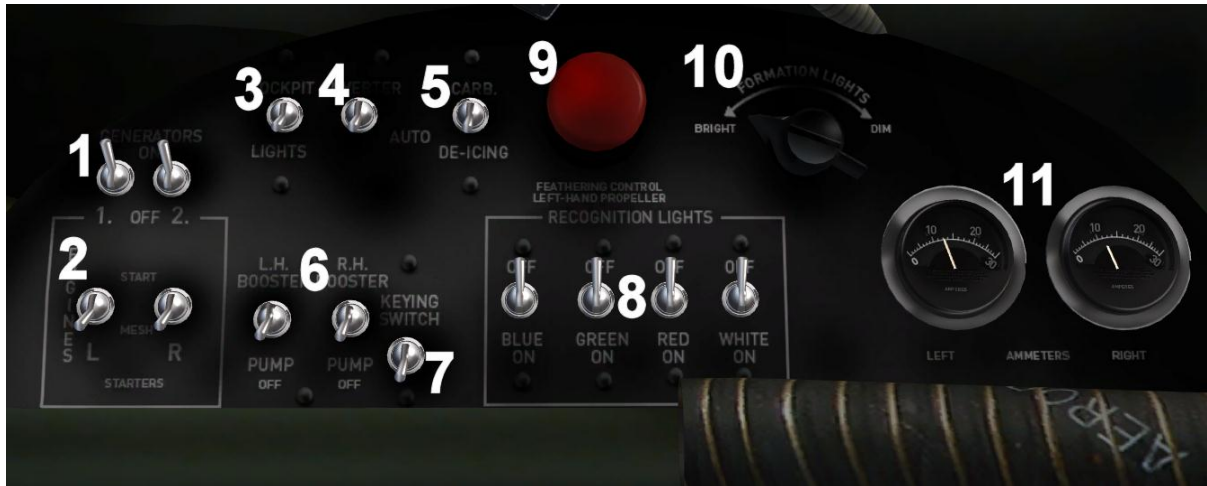 3
4
5
9
10
COCKPIT
CARB.
FORMATION LIGHTS
BRIGHT
DIM
LIGHTS
AUTO
DE-ICING
1
GENERATORS
ON
1. OFF 2.
FEATHERING CONTROL
LEFT-HAND PROPELLER
11
RECOGNITION LIGHTS
2
ENGINES
START
MESH
L R
STARTERS
6
L.H. BOOSTER
R.H. BOOSTER
PUMP OFF
PUMP OFF
KEYING
SWITCH
7
8
OFF OFF OFF OFF
BLUE GREEN RED WHITE
ON ON ON ON
0 10 20 30
0 10 20 30
LEFT AMMETERS RIGHT